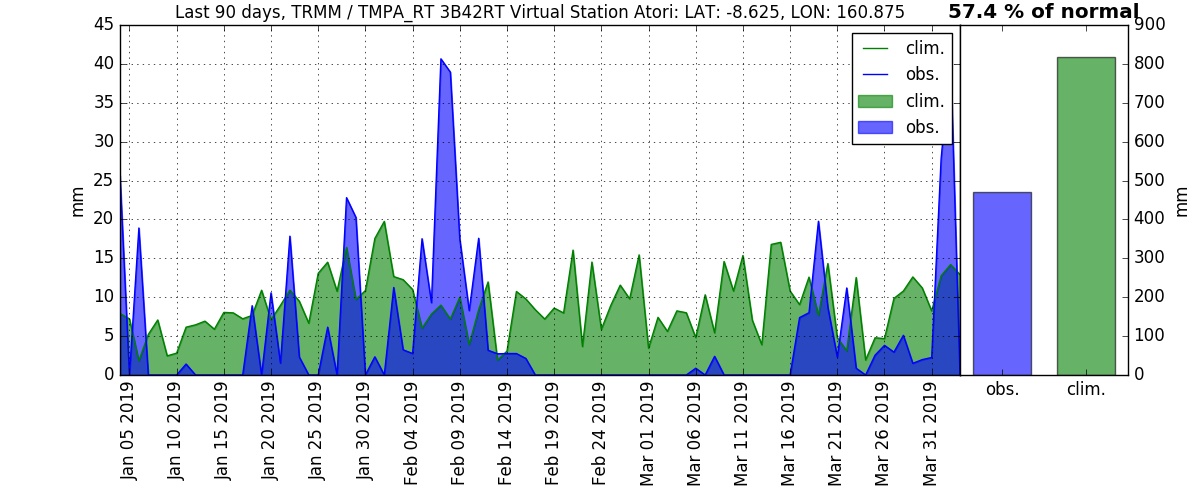 Last 90 days, TRMM / TMPA_RT 3B42RT Virtual Station Atori: LAT: -8.625, LON: 160.875
57.4 % of normal
45
40
35
30
25
20
15
10
5
0
mm
clim.
obs.
clim.
obs.
900
800
700
600
500
400
300
200
100
0
mm
obs.
clim.
Jan 05 2019
Jan 10 2019
Jan 15 2019
Jan 20 2019
Jan 25 2019
Jan 30 2019
Feb 04 2019
Feb 09 2019
Feb 14 2019
Feb 19 2019
Feb 24 2019
Mar 01 2019
Mar 06 2019
Mar 11 2019
Mar 16 2019
Mar 21 2019
Mar 26 2019
Mar 31 2019